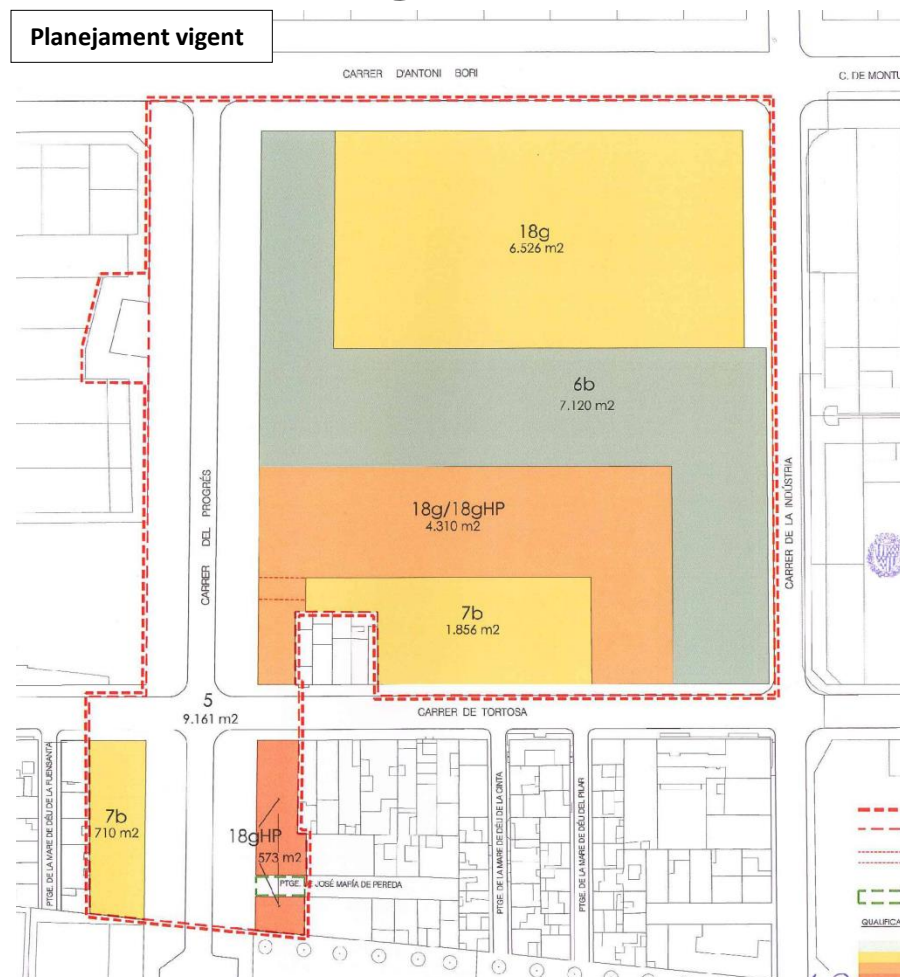 Planejament vigent
CARRER D'ANTONI BORI
C. DE MONTU
18g
6.526 m2
6b
7.120 m2
CARRER DEL PROGRÉS
18g/18gHP
4.310 m2
CARRER DE LA INDÚSTRIA
7b
1.856 m2
5
9.161 m2
CARRER DE TORTOSA
PTGE. DE LA MARE DE DÉU DE LA FUENSANTA
7b
710 m2
18gHP
573 m2
PTGE. JOSÉ MARÍA DE PEREDA
PTGE. DE LA MARE DE DÉU DE LA CINTA
PTGE. DE LA MARE DE DÉU DEL PILAR
QUALIFICA